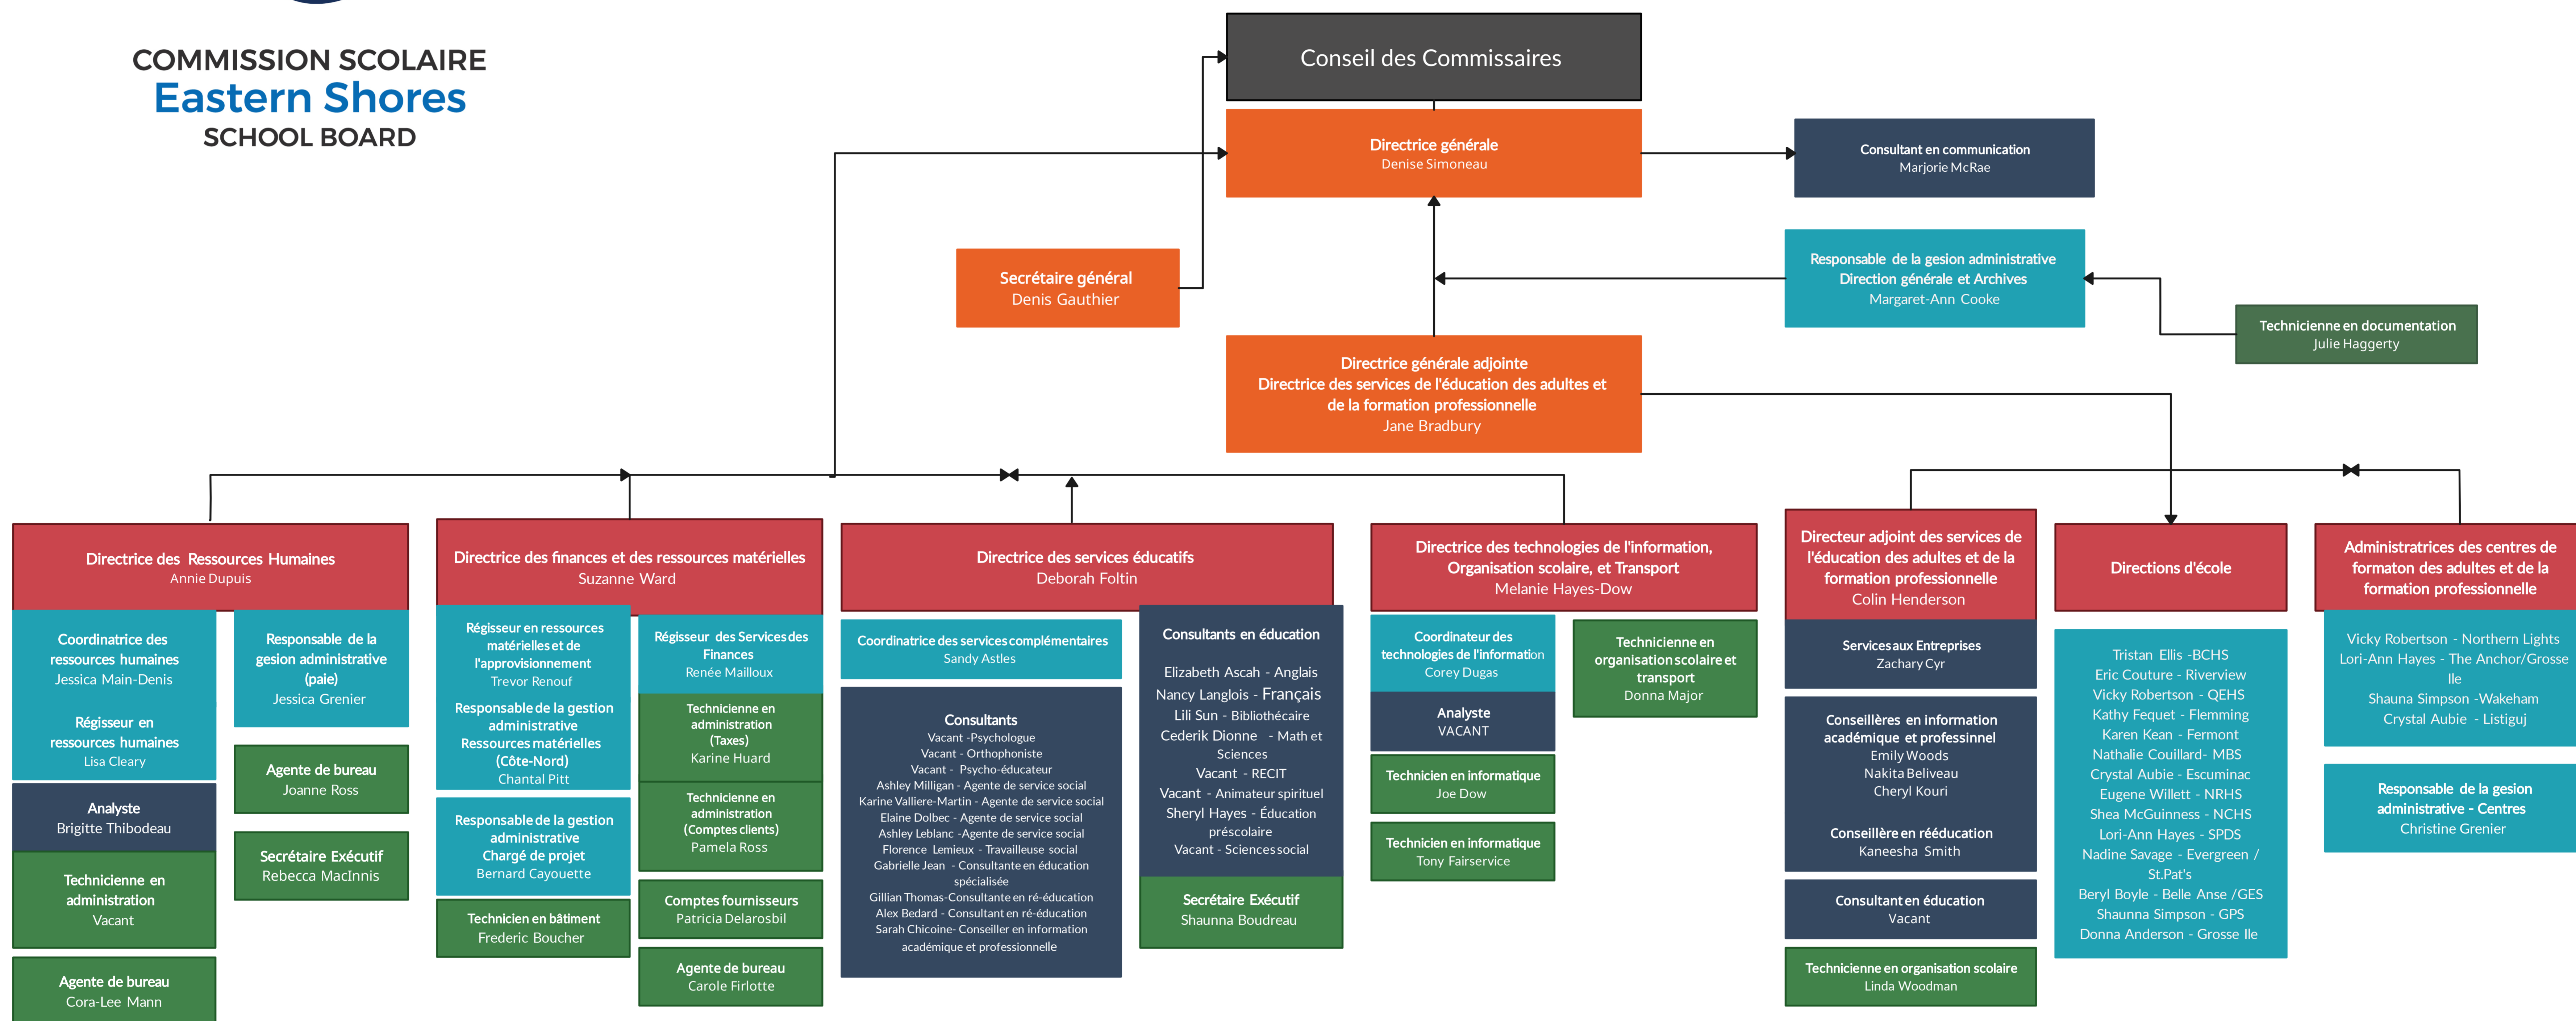 COMMISSION SCOLAIRE
Eastern Shores
SCHOOL BOARD
Conseil des Commissaires
Directrice générale
Denise Simoneau
Consultant en communication
Marjorie McRae
Secrétaire général
Denis Gauthier
Responsable de la gesion administrative
Direction générale et Archives
Margaret-Ann Cooke
Technicienne en documentation
Julie Haggerty
Directrice générale adjointe
Directrice des services de l'éducation des adultes et
de la formation professionnelle
Jane Bradbury
Directrice des Ressources Humaines
Annie Dupuis
Coordinatrice des
ressources humaines
Jessica Main-Denis
Régisseur en
ressources humaines
Lisa Cleary
Analyste
Brigitte Thibodeau
Technicienne en
administration
Vacant
Agente de bureau
Cora-Lee Mann
Responsable de la
gesion administrative
(paie)
Jessica Grenier
Agente de bureau
Joanne Ross
Secrétaire Exécutif
Rebecca MacInnis
Directrice des finances et des ressources matérielles
Suzanne Ward
Régisseur en ressources
matérielles et de
l'approvisionnement
Trevor Renouf
Responsable de la gestion
administrative
Ressources matérielles
(Côte-Nord)
Chantal Pitt
Responsable de la gestion
administrative
Chargé de projet
Bernard Cayouette
Technicien en bâtiment
Frederic Boucher
Régisseur des Services des
Finances
Renée Mailloux
Technicienne en
administration
(Taxes)
Karine Huard
Technicienne en
administration
(Comptes clients)
Pamela Ross
Comptes fournisseurs
Patricia Delarosbil
Agente de bureau
Carole Firlotte
Directrice des services éducatifs
Deborah Foltin
Coordinatrice des services complémentaires
Sandy Astles
Consultants
Vacant -Psychologue
Vacant - Orthophoniste
Vacant - Psycho-éducateur
Ashley Milligan - Agente de service social
Karine Valliere-Martin - Agente de service social
Elaine Dolbec - Agente de service social
Ashley Leblanc -Agente de service social
Florence Lemieux - Travailleuse social
Gabrielle Jean - Consultante en éducation
spécialisée
Gillian Thomas-Consultante en ré-éducation
Alex Bedard - Consultant en ré-éducation
Sarah Chicoine- Conseiller en information
académique et professionnelle
Consultants en éducation
Elizabeth Ascah - Anglais
Nancy Langlois - Français
Lili Sun - Bibliothécaire
Cederik Dionne - Math et
Sciences
Vacant - RECIT
Vacant - Animateur spirituel
Sheryl Hayes - Éducation
préscolaire
Vacant - Sciences social
Secrétaire Exécutif
Shaunna Boudreau
Directrice des technologies de l'information,
Organisation scolaire, et Transport
Melanie Hayes-Dow
Coordinateur des
technologies de l'information
Corey Dugas
Analyste
VACANT
Technicien en informatique
Joe Dow
Technicien en informatique
Tony Fairservice
Technicienne en
organisation scolaire et
transport
Donna Major
Directeur adjoint des services de
l'éducation des adultes et de la
formation professionnelle
Colin Henderson
Services aux Entreprises
Zachary Cyr
Conseillères en information
académique et professinnel
Emily Woods
Nakita Beliveau
Cheryl Kouri
Conseillère en rééducation
Kaneesha Smith
Consultant en éducation
Vacant
Technicienne en organisation scolaire
Linda Woodman
Directions d'école
Tristan Ellis -BCHS
Eric Couture - Riverview
Vicky Robertson - QEHS
Kathy Fequet - Flemming
Karen Kean - Fermont
Nathalie Couillard- MBS
Crystal Aubie - Escuminac
Eugene Willett - NRHS
Shea McGuinness - NCHS
Lori-Ann Hayes - SPDS
Nadine Savage - Evergreen /
St.Pat's
Beryl Boyle - Belle Anse /GES
Shaunna Simpson - GPS
Donna Anderson - Grosse Ile
Administratrices des centres de
formaton des adultes et de la
formation professionnelle
Vicky Robertson - Northern Lights
Lori-Ann Hayes - The Anchor/Grosse
Ile
Shauna Simpson -Wakeham
Crystal Aubie - Listiguj
Responsable de la gesion
administrative - Centres
Christine Grenier